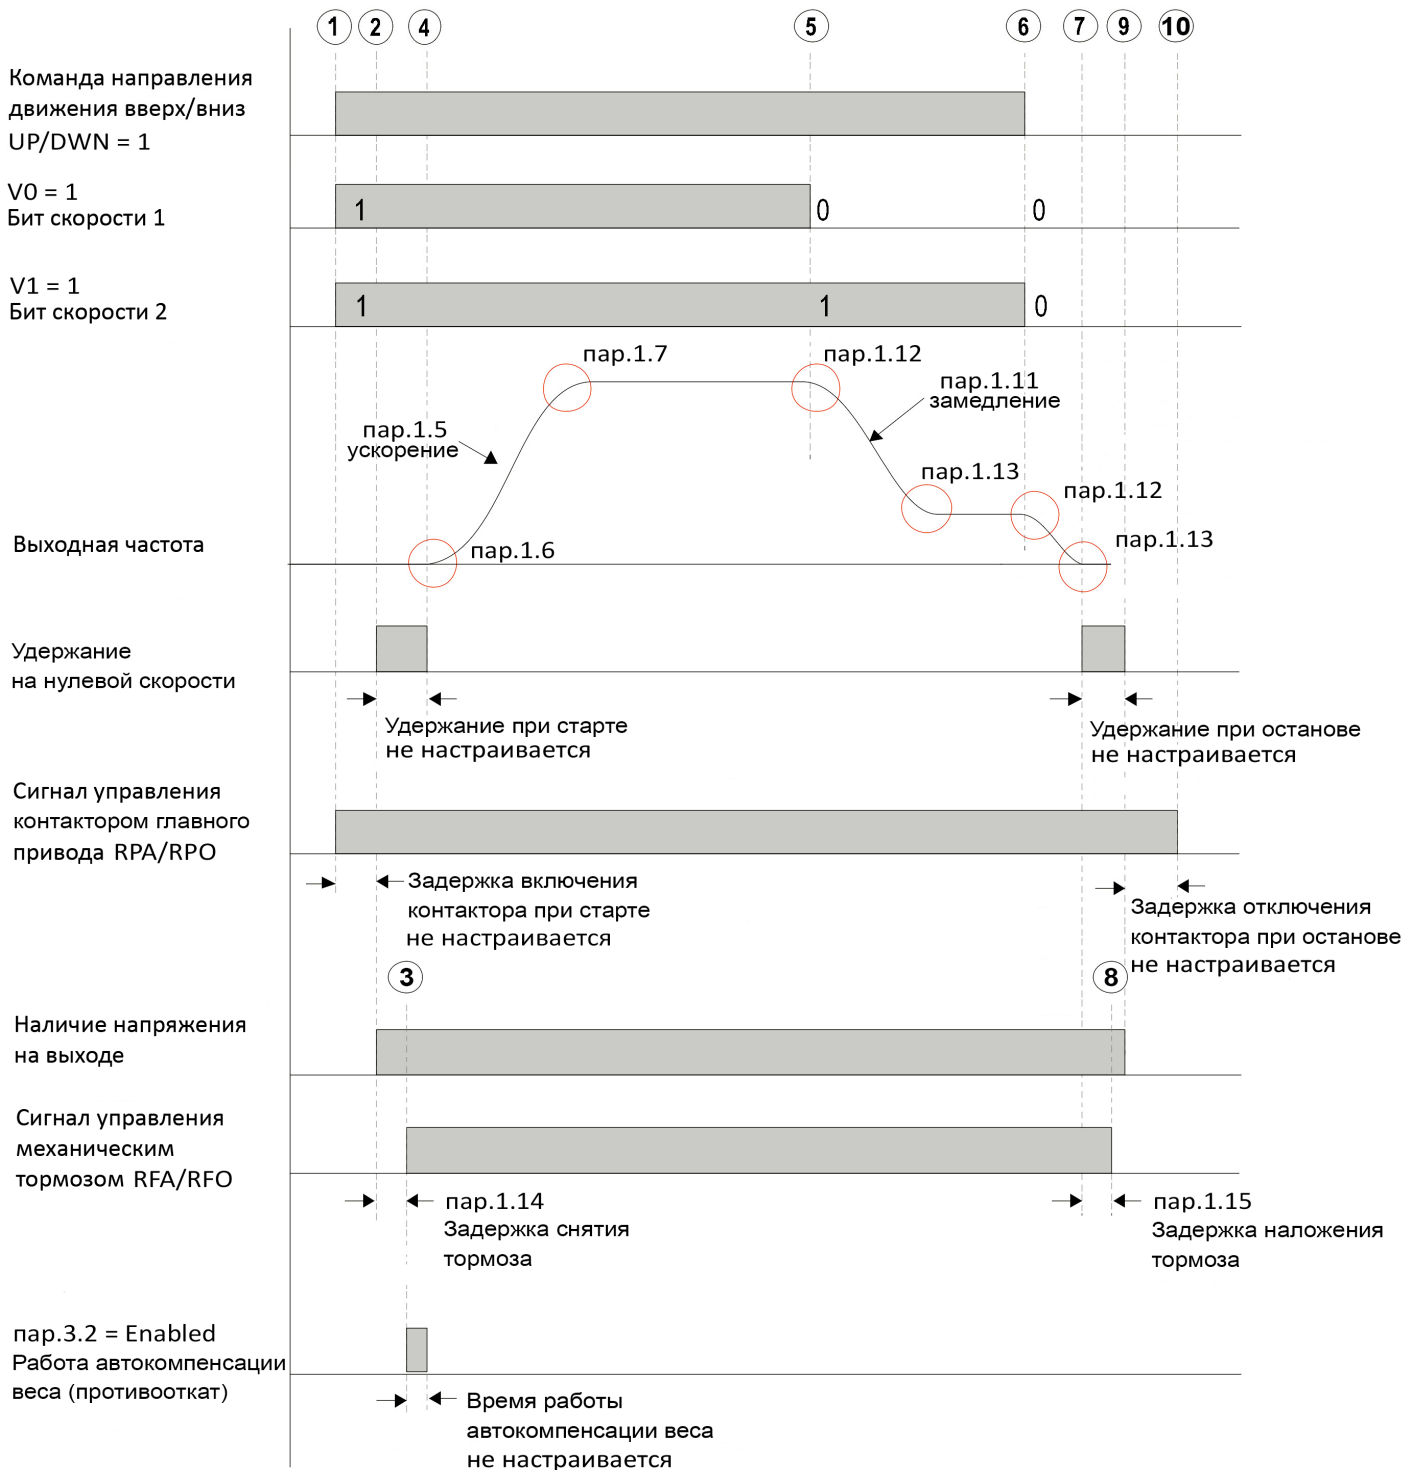 1 2 4 5 6 7 9 10
Команда направления
движения вверх/вниз
UP/DWN = 1
V0 = 1
Бит скорости 1
1 0 0
V1 = 1
Бит скорости 2
1 1 0
пар.1.7
пар.1.12
пар.1.11
замедление
пар.1.5
ускорение
пар.1.13
пар.1.12
Выходная частота
пар.1.6
пар.1.13
Удержание
на нулевой скорости
Удержание при старте
не настраивается
Удержание при останове
не настраивается
Сигнал управления
контактором главного
привода RPA/RPO
Задержка включения
контактора при старте
не настраивается
Задержка отключения
контактора при останове
не настраивается
3 8
Наличие напряжения
на выходе
Сигнал управления
механическим
тормозом RFA/RFO
пар.1.14
Задержка снятия
тормоза
пар.1.15
Задержка наложения
тормоза
пар.3.2 = Enabled
Работа автокомпенсации
веса (противооткат)
Время работы
автокомпенсации веса
не настраивается